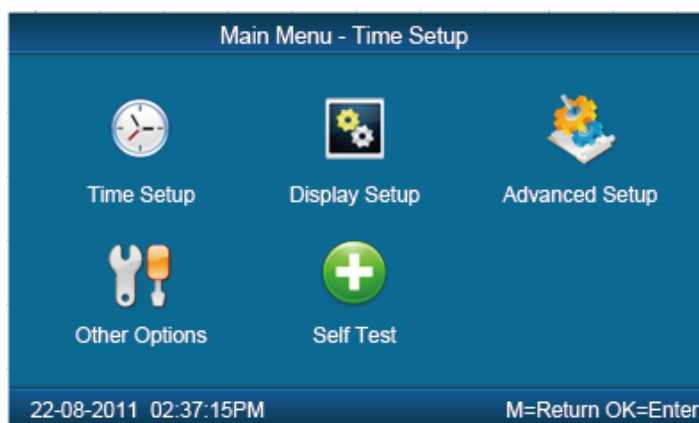 Main Menu - Time Setup
Time Setup Display Setup Advanced Setup
Other Options Self Test
22-08-2011 02:37:15PM M=Return OK=Enter